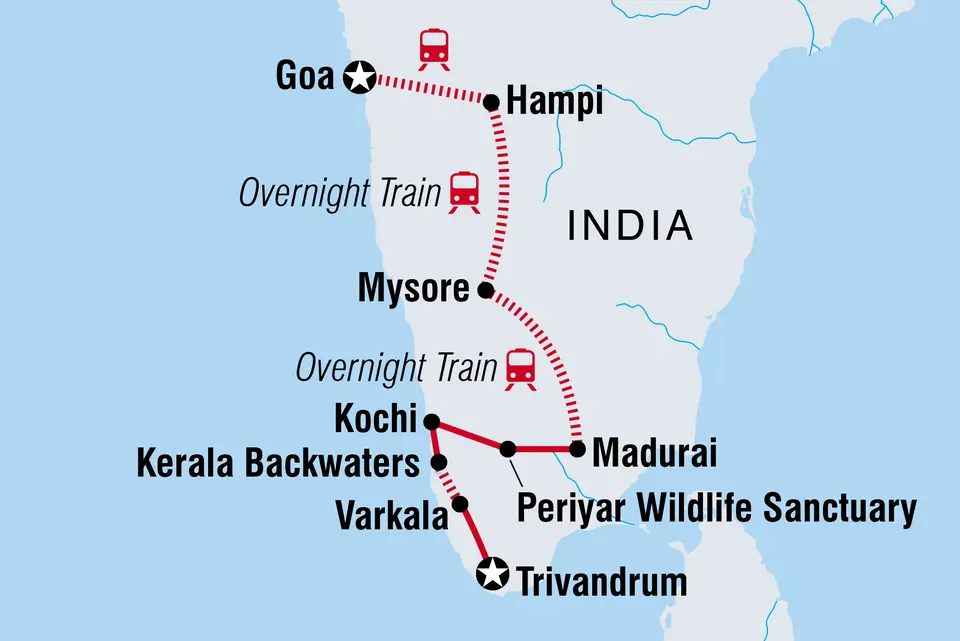 Goa
Hampi
Overnight Train
INDIA
Mysore
Overnight Train
Kochi
Kerala Backwaters
Madurai
Varkala
Periyar Wildlife Sanctuary
Trivandrum